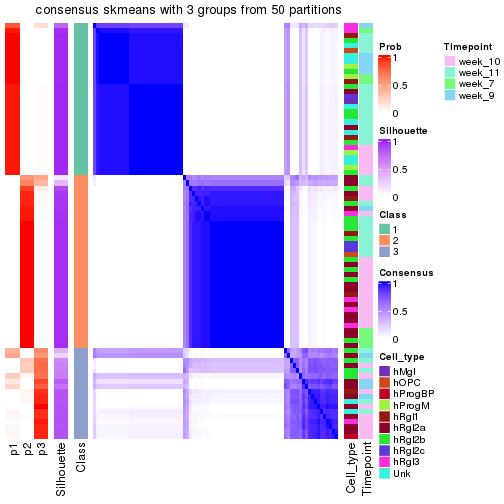 consensus skmeans with 3 groups from 50 partitions
Prob
1
0.5
0
Silhouette
1
0.5
0
Class
1
2
3
Consensus
1
0.5
0
Cell_type
hMgl
hOPC
hProgBP
hProgM
hRgl1
hRgl2a
hRgl2b
hRgl2c
hRgl3
Unk
Timepoint
week_10
week_11
week_7
week_9
p1
p2
p3
Silhouette
Class
Cell_type
Timepoint